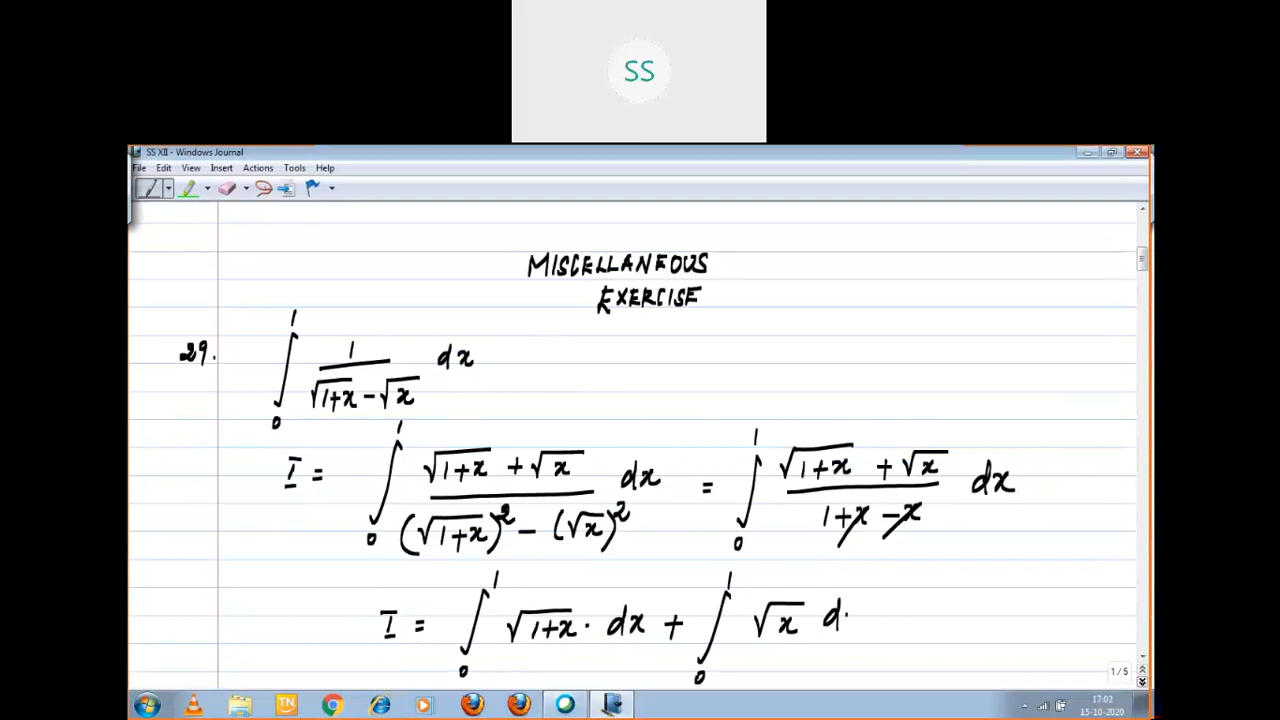 SS
SS XII - Windows Journal
File Edit View Insert Actions Tools Help
MISCELLANEOUS
EXERCISE
29. ∫₀¹ 1/(√(1+x) − √x) dx
I = ∫₀¹ (√(1+x) + √x)/((√(1+x))² − (√x)²) dx = ∫₀¹ (√(1+x) + √x)/(1+x −x) dx
I = ∫₀¹ √(1+x) · dx + ∫₀¹ √x d
1/5
TN
17:02
15-10-2020